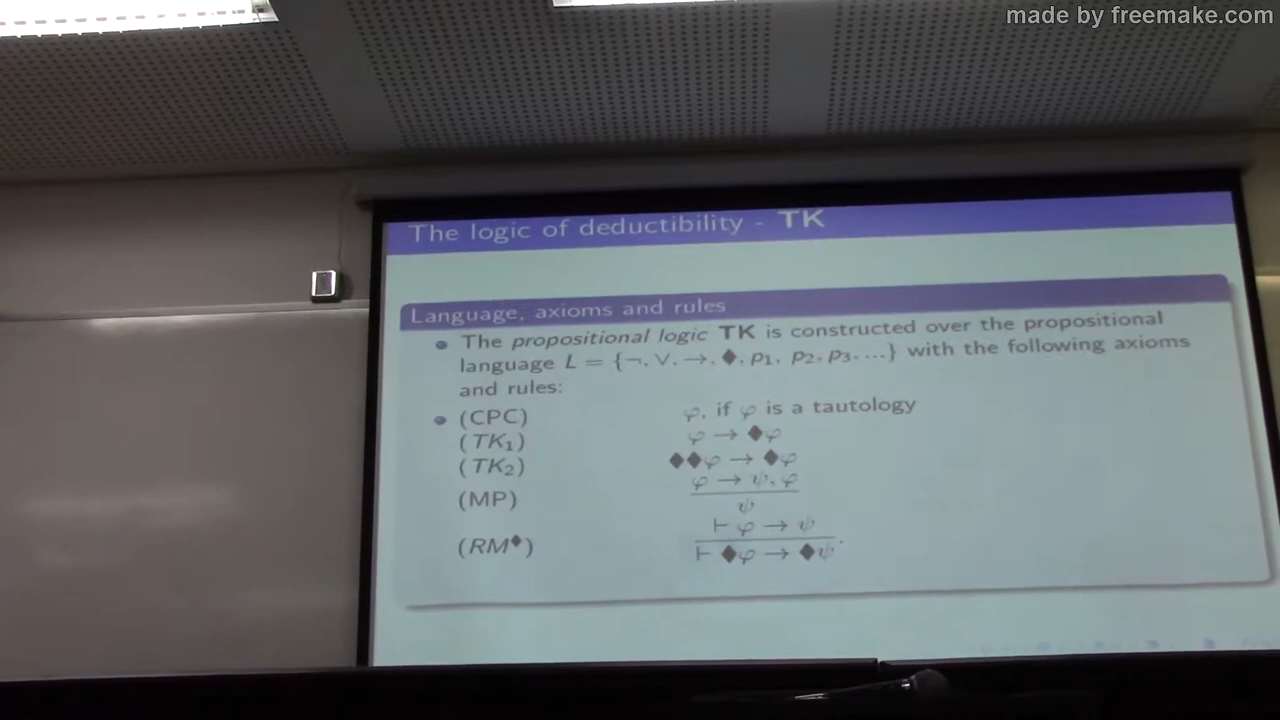 made by freemake.com
The logic of deductibility - TK
Language, axioms and rules
The propositional logic TK is constructed over the propositional
language L = {¬, ∨, →, ◆, p₁, p₂, p₃, ...} with the following axioms
and rules:
(CPC) φ, if φ is a tautology
(TK₁) φ → ◆φ
(TK₂) ◆◆φ → ◆φ
(MP) φ → ψ, φ
ψ
⊢ φ → ψ
(RM◆) ⊢ ◆φ → ◆ψ.